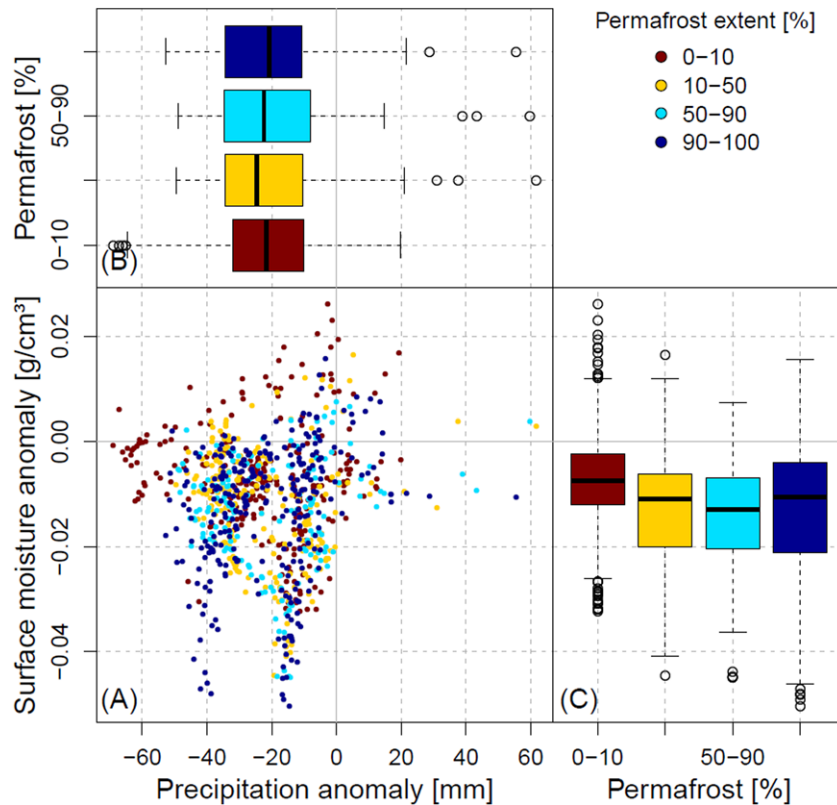 Permafrost extent [%]
0−10
10−50
50−90
90−100
Permafrost [%]
50−90
0−10
(B)
Surface moisture anomaly [g/cm³]
0.02
0.00
−0.02
−0.04
(A)
−60 −40 −20 0 20 40 60
Precipitation anomaly [mm]
(C)
0−10 50−90
Permafrost [%]